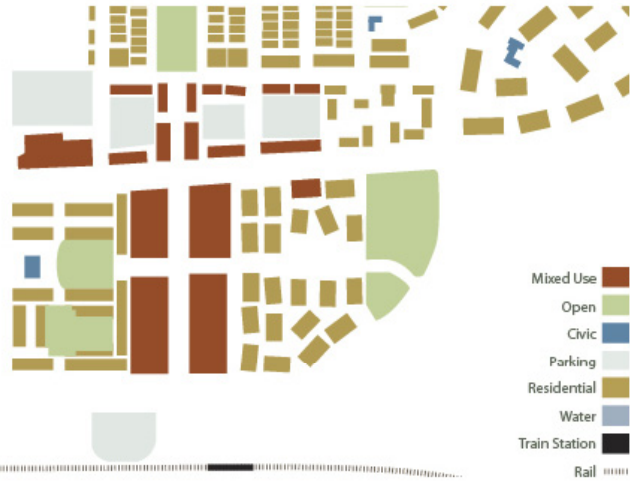 Mixed Use
Open
Civic
Parking
Residential
Water
Train Station
Rail